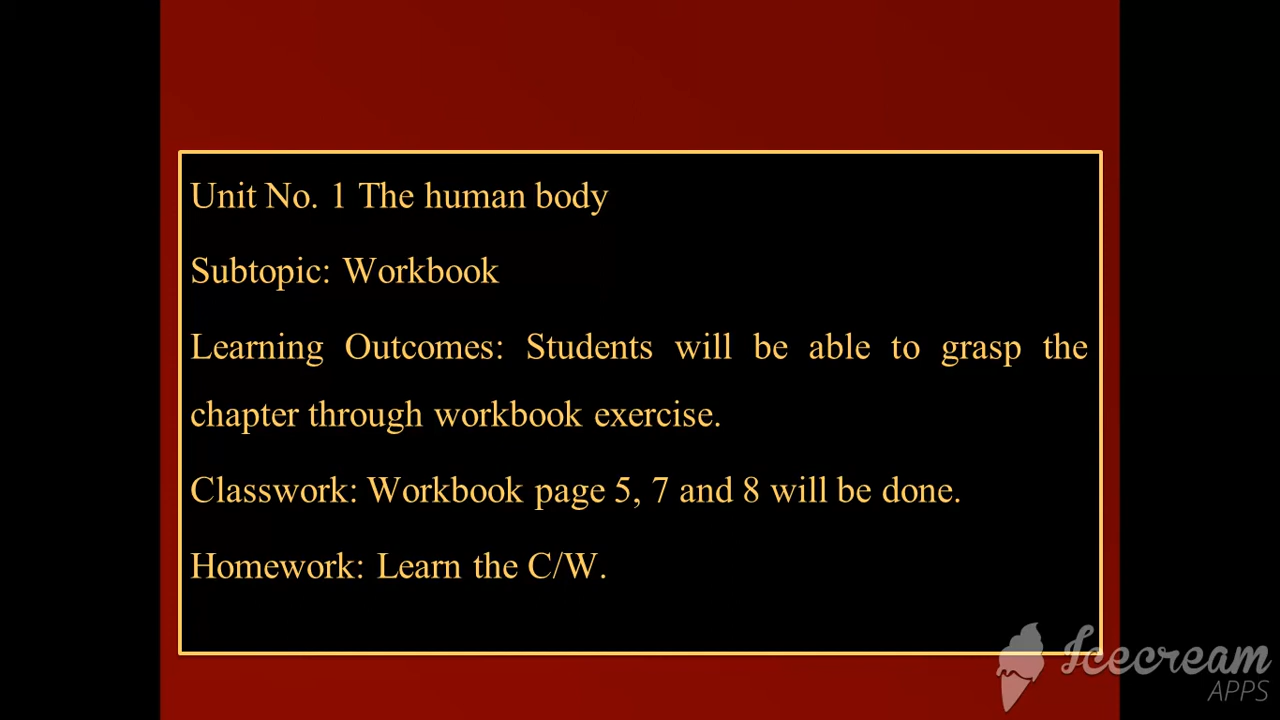 Unit No. 1 The human body
Subtopic: Workbook
Learning Outcomes: Students will be able to grasp the
chapter through workbook exercise.
Classwork: Workbook page 5, 7 and 8 will be done.
Homework: Learn the C/W.
Icecream
APPS